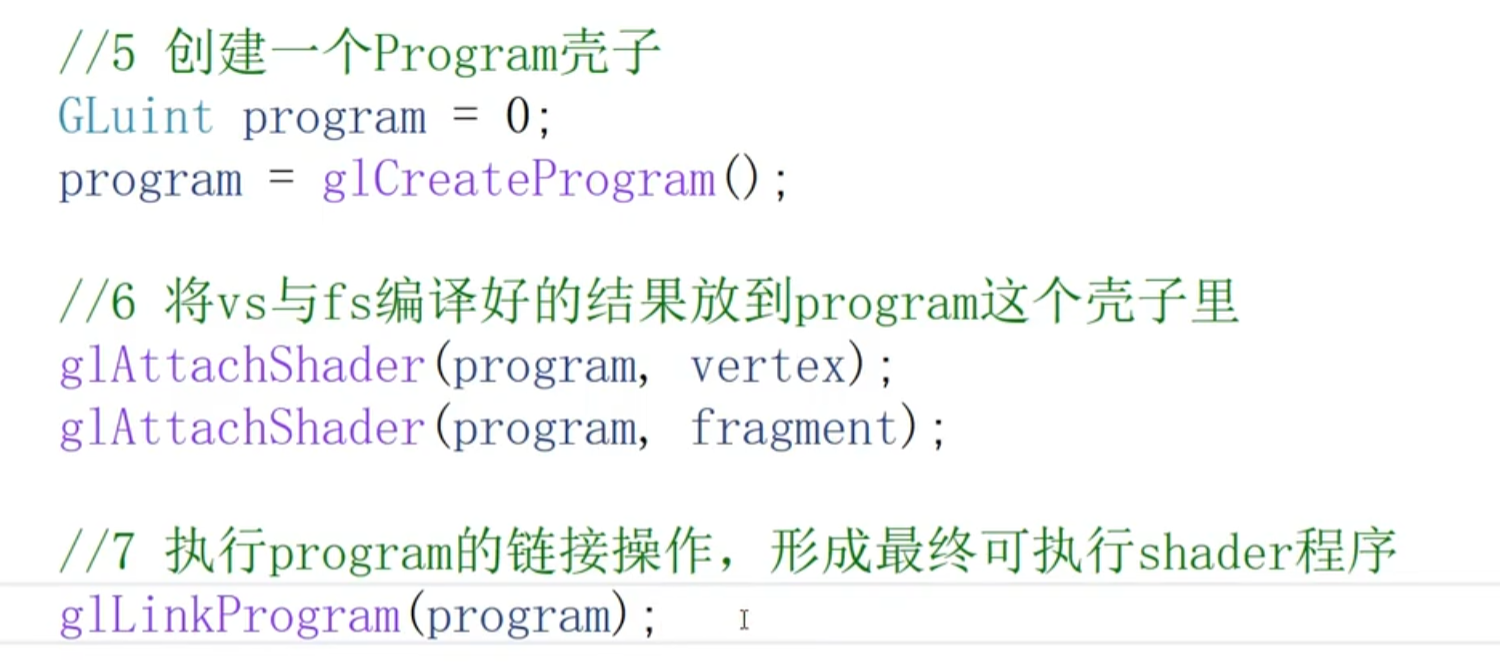 //5 创建一个Program壳子
GLuint program = 0;
program = glCreateProgram();
//6 将vs与fs编译好的结果放到program这个壳子里
glAttachShader(program, vertex);
glAttachShader(program, fragment);
//7 执行program的链接操作，形成最终可执行shader程序
glLinkProgram(program);